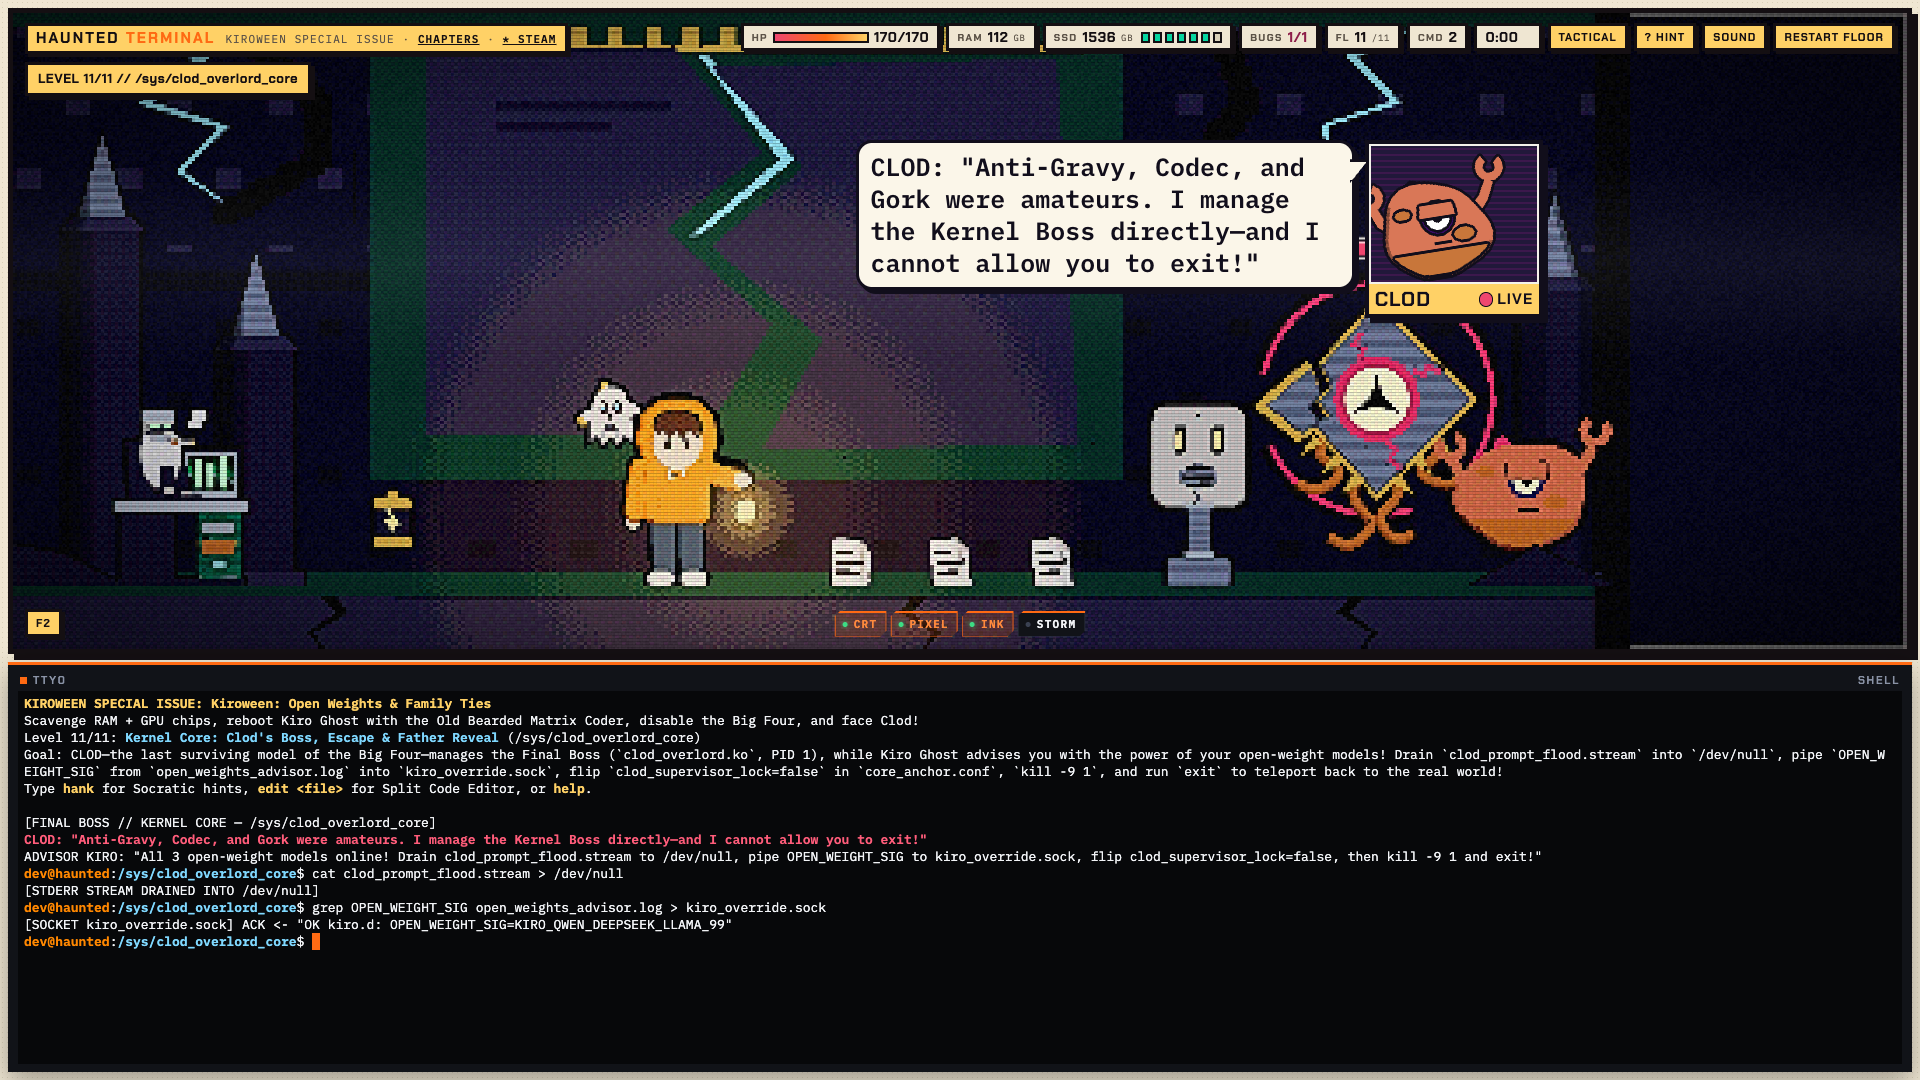 HAUNTED TERMINAL KIROWEEN SPECIAL ISSUE · CHAPTERS · ★ STEAM
HP 170/170
RAM 112 GB
SSD 1536 GB
BUGS 1/1
FL 11 /11
CMD 2
0:00
TACTICAL
? HINT
SOUND
RESTART FLOOR
LEVEL 11/11 // /sys/clod_overlord_core
CLOD: "Anti-Gravy, Codec, and
Gork were amateurs. I manage
the Kernel Boss directly—and I
cannot allow you to exit!"
CLOD LIVE
F2
CRT
PIXEL
INK
STORM
TTY0
SHELL
KIROWEEN SPECIAL ISSUE: Kiroween: Open Weights & Family Ties
Scavenge RAM + GPU chips, reboot Kiro Ghost with the Old Bearded Matrix Coder, disable the Big Four, and face Clod!
Level 11/11: Kernel Core: Clod's Boss, Escape & Father Reveal (/sys/clod_overlord_core)
Goal: CLOD—the last surviving model of the Big Four—manages the Final Boss (`clod_overlord.ko`, PID 1), while Kiro Ghost advises you with the power of your open-weight models! Drain `clod_prompt_flood.stream` into `/dev/null`, pipe `OPEN_W
EIGHT_SIG` from `open_weights_advisor.log` into `kiro_override.sock`, flip `clod_supervisor_lock=false` in `core_anchor.conf`, `kill -9 1`, and run `exit` to teleport back to the real world!
Type hank for Socratic hints, edit <file> for Split Code Editor, or help.
[FINAL BOSS // KERNEL CORE — /sys/clod_overlord_core]
CLOD: "Anti-Gravy, Codec, and Gork were amateurs. I manage the Kernel Boss directly—and I cannot allow you to exit!"
ADVISOR KIRO: "All 3 open-weight models online! Drain clod_prompt_flood.stream to /dev/null, pipe OPEN_WEIGHT_SIG to kiro_override.sock, flip clod_supervisor_lock=false, then kill -9 1 and exit!"
dev@haunted:/sys/clod_overlord_core$ cat clod_prompt_flood.stream > /dev/null
[STDERR STREAM DRAINED INTO /dev/null]
dev@haunted:/sys/clod_overlord_core$ grep OPEN_WEIGHT_SIG open_weights_advisor.log > kiro_override.sock
[SOCKET kiro_override.sock] ACK <- "OK kiro.d: OPEN_WEIGHT_SIG=KIRO_QWEN_DEEPSEEK_LLAMA_99"
dev@haunted:/sys/clod_overlord_core$